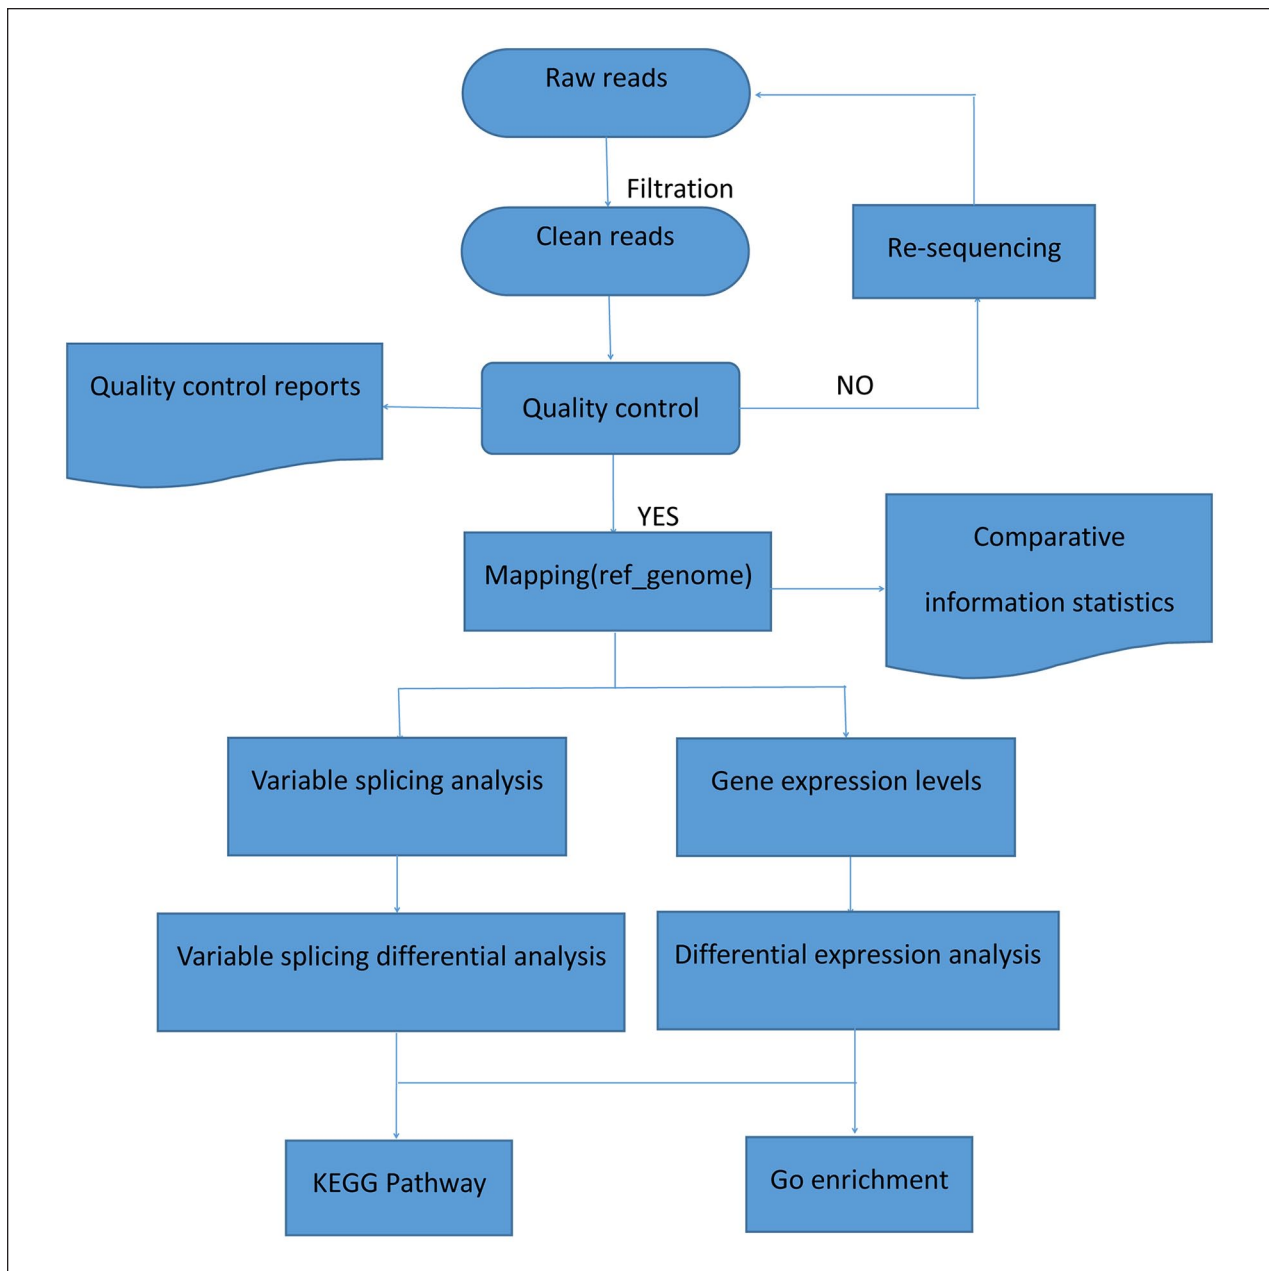 Raw reads
Filtration
Clean reads
Re-sequencing
Quality control reports
Quality control
NO
YES
Mapping(ref_genome)
Comparative
information statistics
Variable splicing analysis
Gene expression levels
Variable splicing differential analysis
Differential expression analysis
KEGG Pathway
Go enrichment